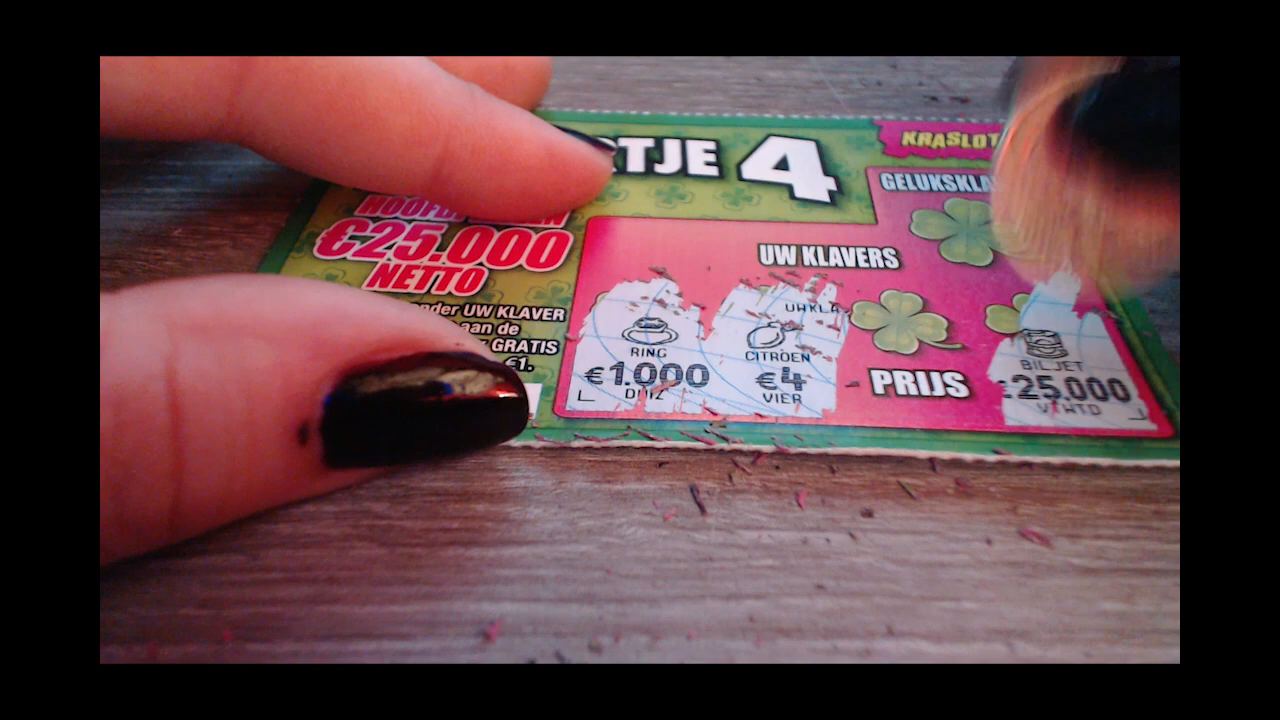 TJE 4
KRASLOT
GELUKSKLA
€25.000
NETTO
UW KLAVERS
nder UW KLAVER
aan de
GRATIS
€1.
UWKLA
RING
€1.000
DUIZ
CITROEN
€4
VIER
PRIJS
BILJET
25.000